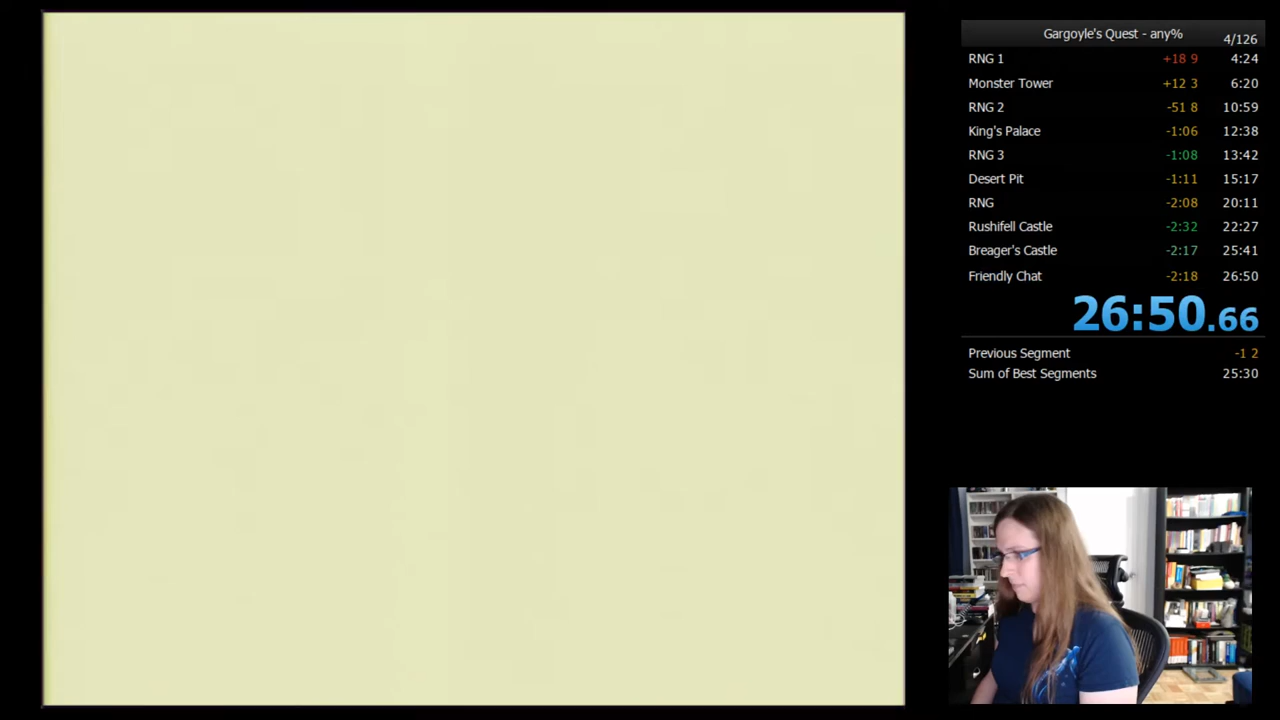 Gargoyle's Quest - any%
4/126
RNG 1 +18 9 4:24
Monster Tower +12 3 6:20
RNG 2 -51 8 10:59
King's Palace -1:06 12:38
RNG 3 -1:08 13:42
Desert Pit -1:11 15:17
RNG -2:08 20:11
Rushifell Castle -2:32 22:27
Breager's Castle -2:17 25:41
Friendly Chat -2:18 26:50
26:50.66
Previous Segment -1 2
Sum of Best Segments 25:30